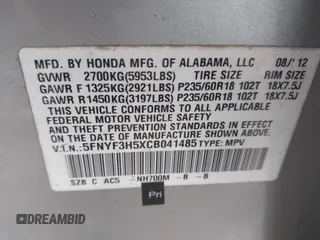 MFD. BY HONDA MFG. OF ALABAMA, LLC 08/'12
GVWR 2700KG(5953LBS) TIRE SIZE RIM SIZE
GAWR F 1325KG(2921LBS) P235/60R18 102T 18X7.5J
GAWR R1450KG(3197LBS) P235/60R18 102T 18X7.5J
THIS VEHICLE CONFORMS TO ALL APPLICABLE
FEDERAL MOTOR VEHICLE SAFETY AND THEFT
PREVENTION STANDARDS IN EFFECT ON THE
DATE OF MANUFACTURE SHOWN ABOVE.
V.I.N.: 5FNYF3H5XCB041485 TYPE: MPV
SZB C AC5 -NH700M -B -B
Pri
DREAMBID